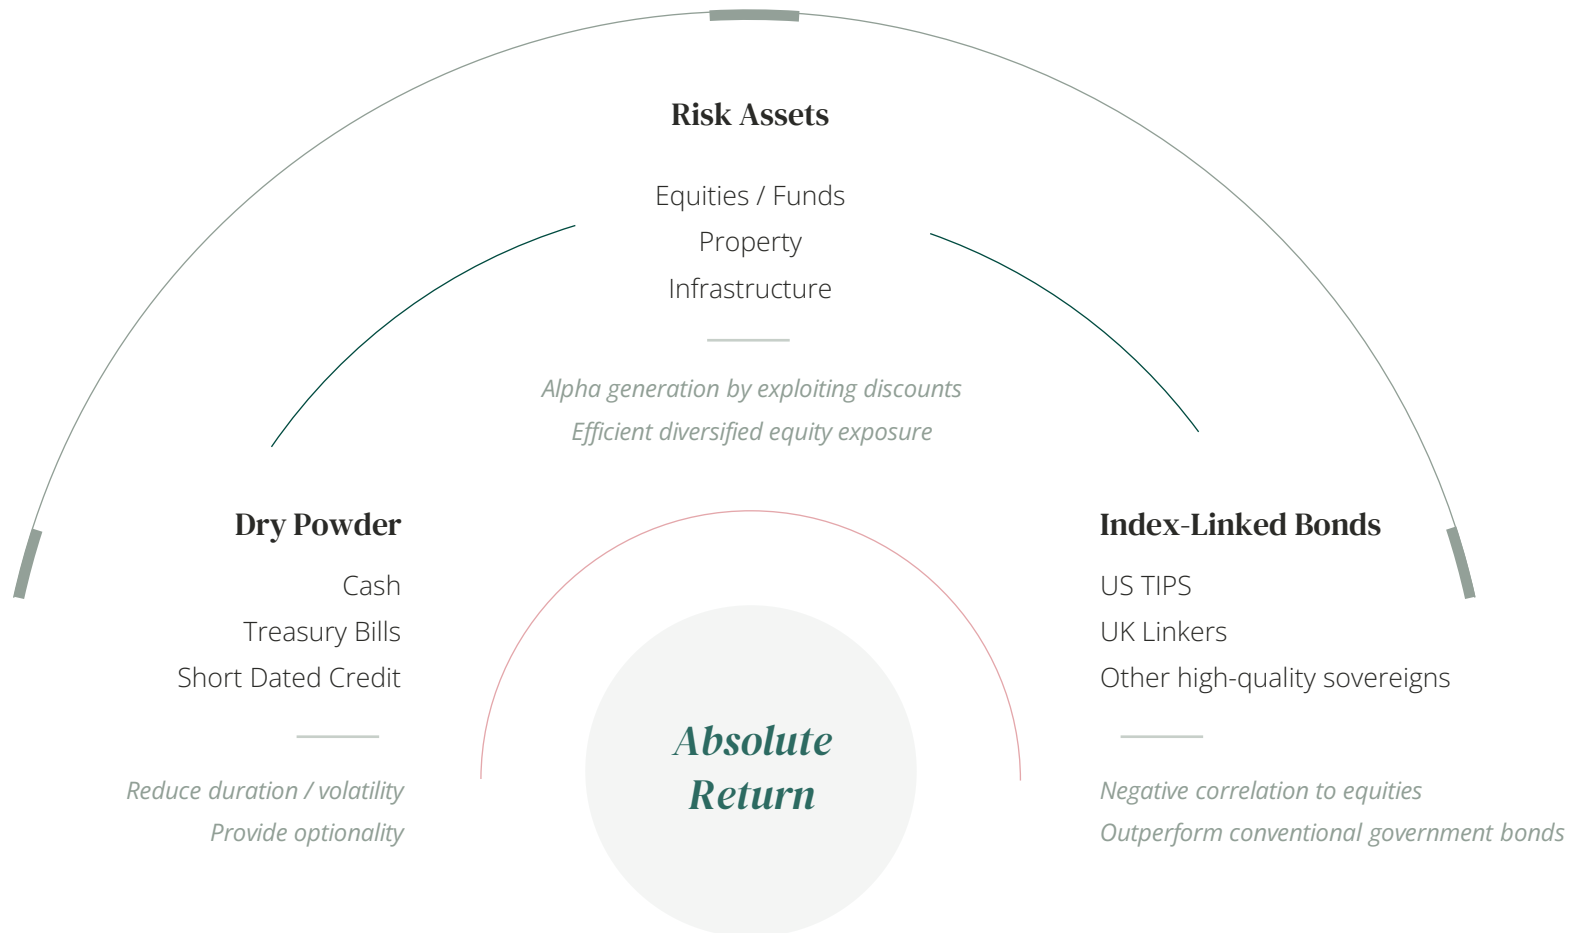 Risk Assets
Equities / Funds
Property
Infrastructure
Alpha generation by exploiting discounts
Efficient diversified equity exposure
Dry Powder
Cash
Treasury Bills
Short Dated Credit
Reduce duration / volatility
Provide optionality
Absolute
Return
Index-Linked Bonds
US TIPS
UK Linkers
Other high-quality sovereigns
Negative correlation to equities
Outperform conventional government bonds